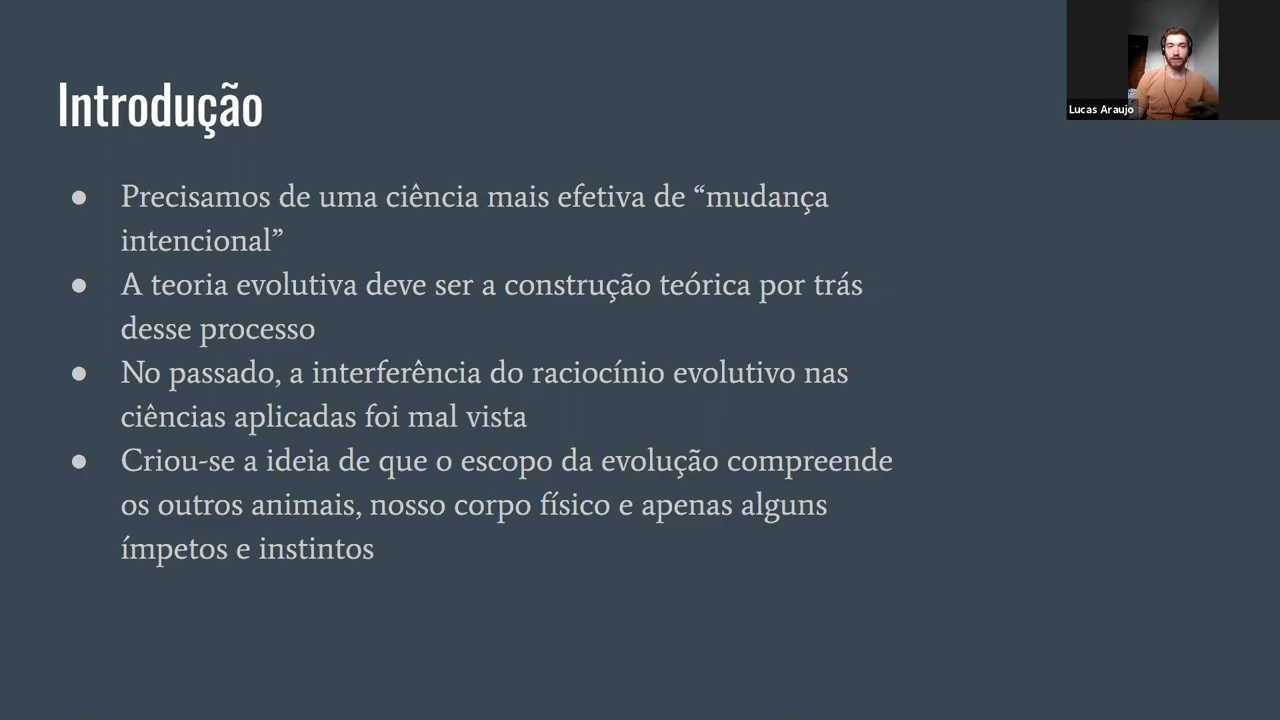 Introdução
Lucas Araujo
● Precisamos de uma ciência mais efetiva de “mudança
intencional”
● A teoria evolutiva deve ser a construção teórica por trás
desse processo
● No passado, a interferência do raciocínio evolutivo nas
ciências aplicadas foi mal vista
● Criou-se a ideia de que o escopo da evolução compreende
os outros animais, nosso corpo físico e apenas alguns
ímpetos e instintos